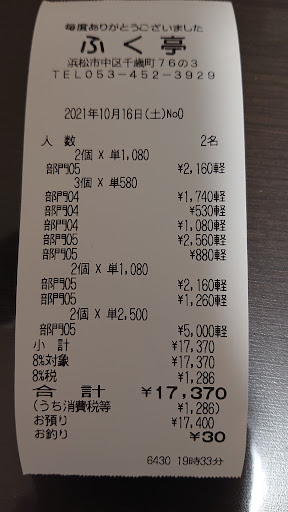 毎度ありがとうございました
ふく亭
浜松市中区千歳町76の3
TEL053-452-3929
2021年10月16日(土)No0
人 数 2名
2個 X 単1,080
部門05 ¥2,160軽
3個 X 単580
部門04 ¥1,740軽
部門04 ¥530軽
部門04 ¥1,080軽
部門05 ¥2,560軽
部門05 ¥880軽
2個 X 単1,080
部門05 ¥2,160軽
部門05 ¥1,260軽
2個 X 単2,500
部門05 ¥5,000軽
小 計 ¥17,370
8%対象 ¥17,370
8%税 ¥1,286
合 計 ¥17,370
(うち消費税等 ¥1,286)
お預り ¥17,400
お釣り ¥30
6430 19時33分